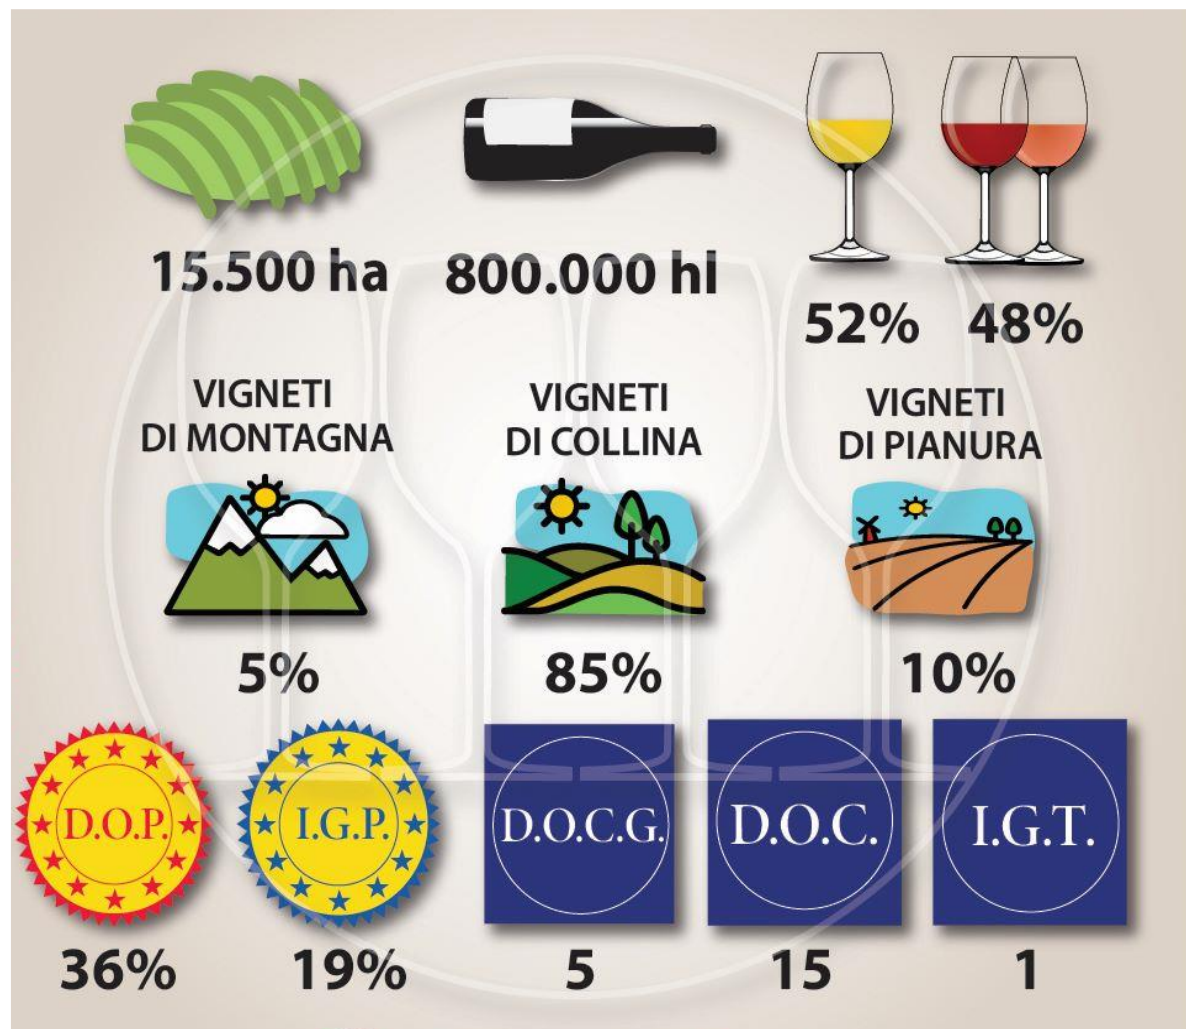 15.500 ha
800.000 hl
52%
48%
VIGNETI
DI MONTAGNA
VIGNETI
DI COLLINA
VIGNETI
DI PIANURA
5%
85%
10%
D.O.P.
I.G.P.
D.O.C.G.
D.O.C.
I.G.T.
36%
19%
5
15
1